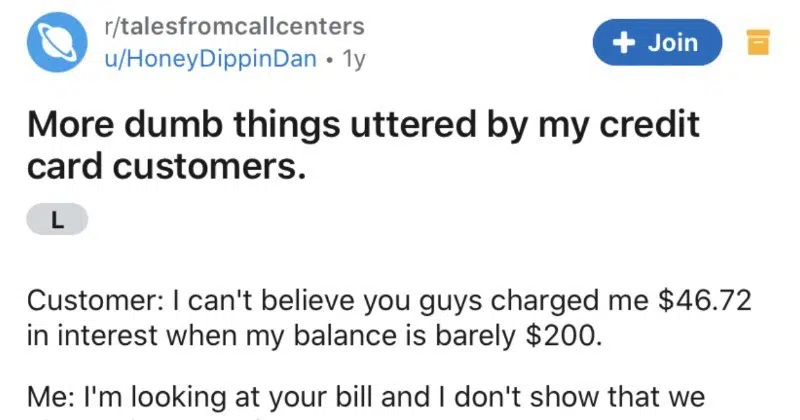 r/talesfromcallcenters
u/HoneyDippinDan • 1y
+ Join
More dumb things uttered by my credit
card customers.
L
Customer: I can't believe you guys charged me $46.72
in interest when my balance is barely $200.
Me: I'm looking at your bill and I don't show that we